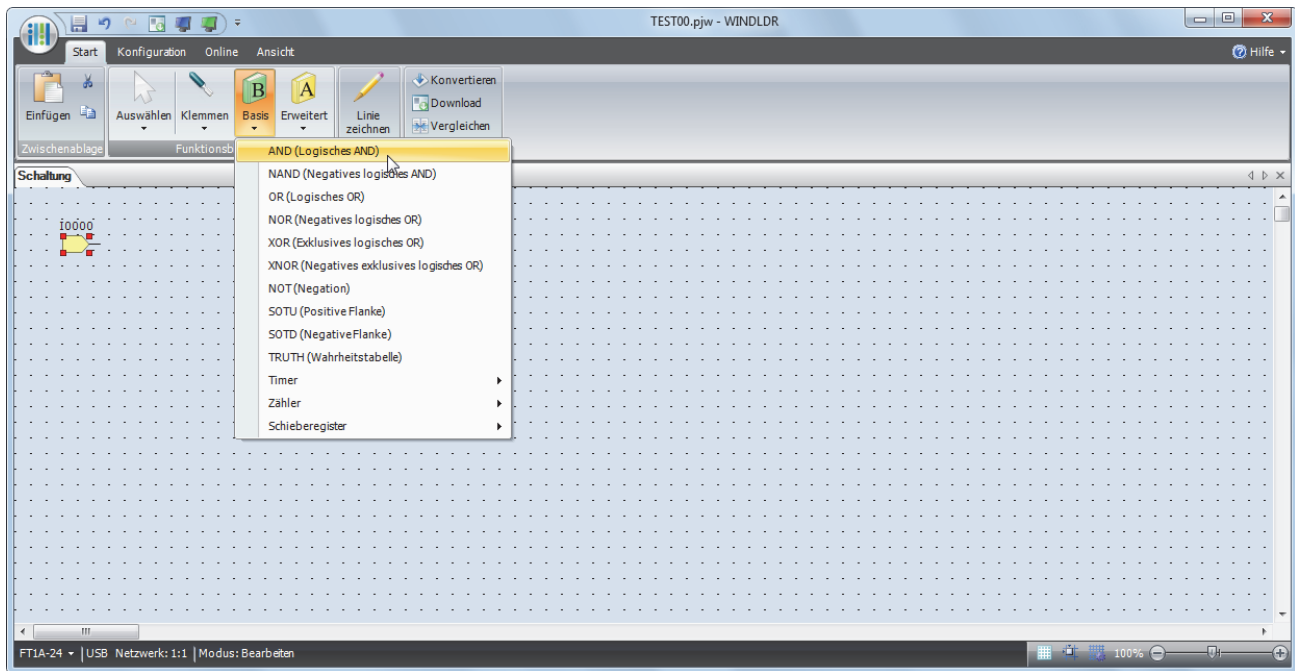 TEST00.pjw - WINDLDR
Start Konfiguration Online Ansicht
Hilfe
Einfügen
Auswählen Klemmen Basis Erweitert
Linie zeichnen
Konvertieren
Download
Vergleichen
Zwischenablage
Funktionsb
AND (Logisches AND)
NAND (Negatives logisches AND)
OR (Logisches OR)
NOR (Negatives logisches OR)
XOR (Exklusives logisches OR)
XNOR (Negatives exklusives logisches OR)
NOT (Negation)
SOTU (Positive Flanke)
SOTD (Negative Flanke)
TRUTH (Wahrheitstabelle)
Timer
Zähler
Schieberegister
Schaltung
I0000
B
A
FT1A-24 | USB Netzwerk: 1:1 | Modus: Bearbeiten
100%